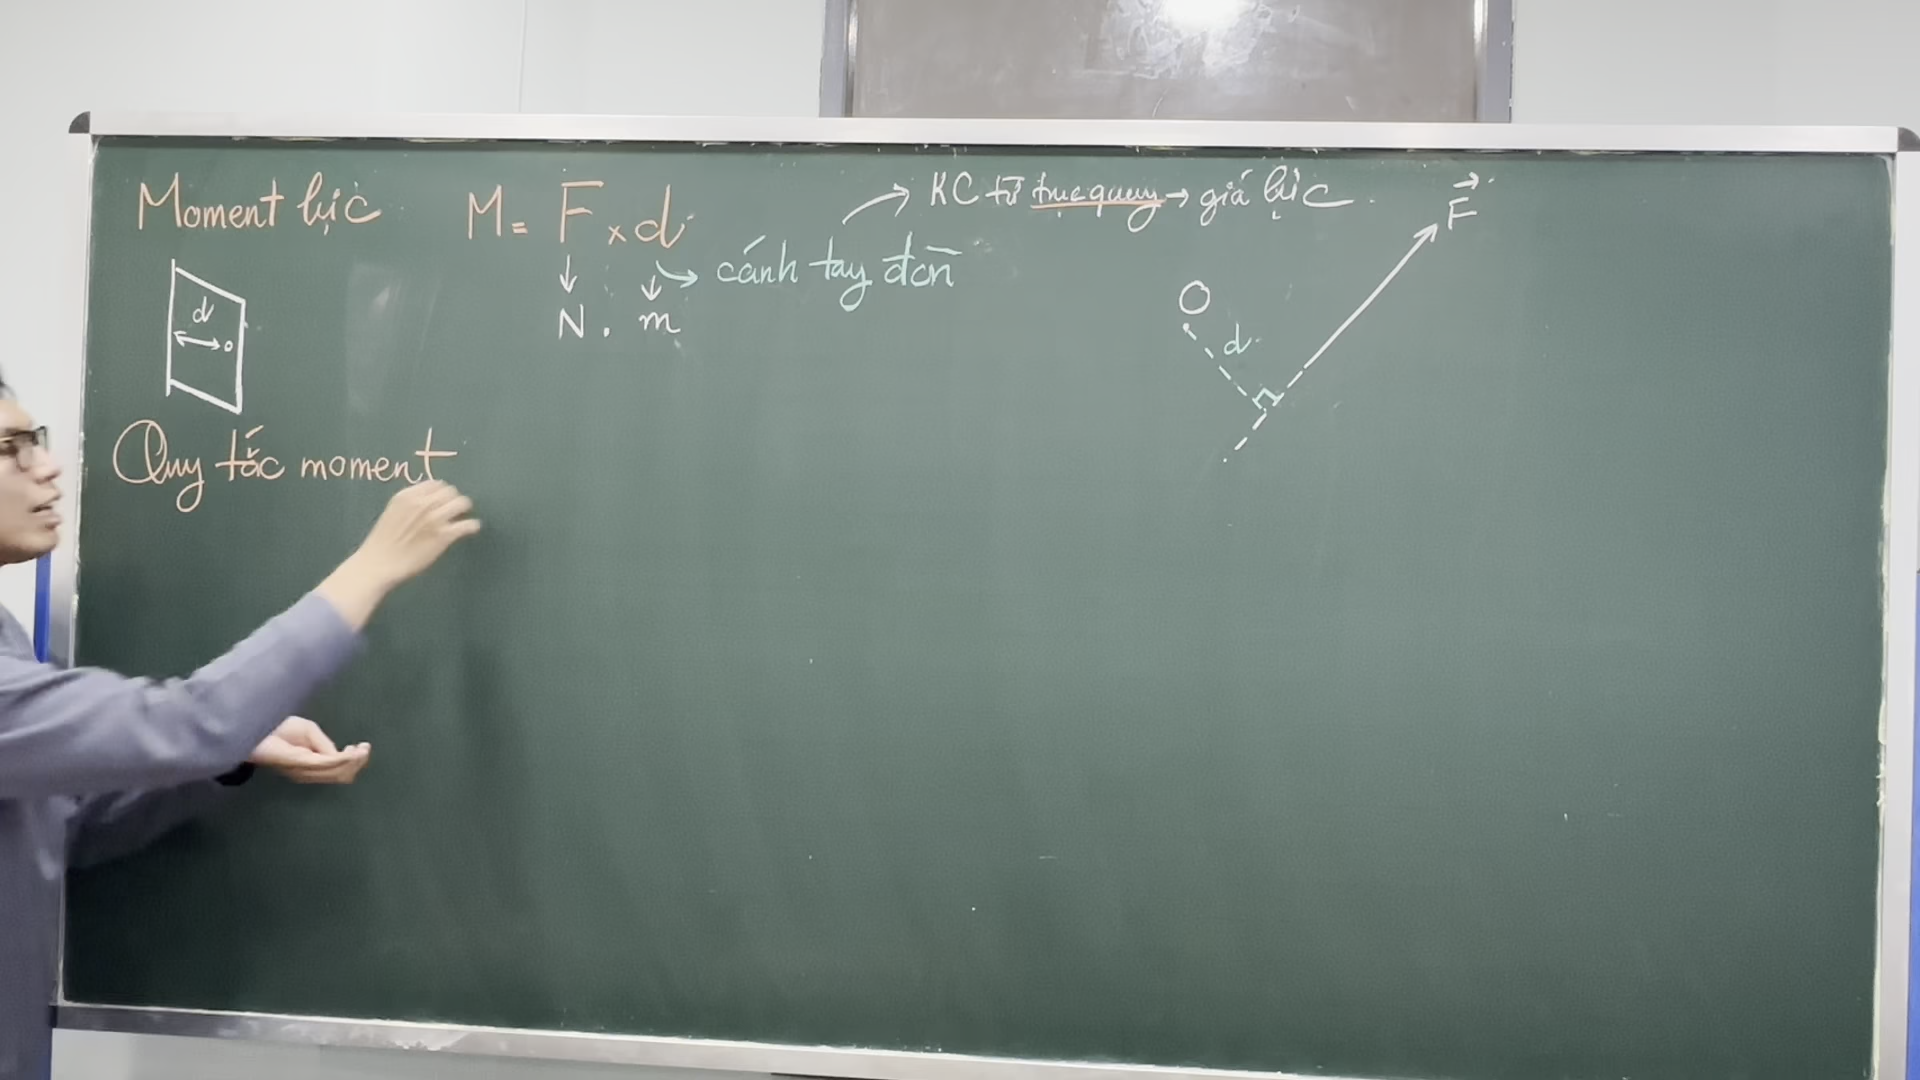 Moment lực M = F x d
→ KC từ trục quay → giá lực
F
↓ ↓ → cánh tay đòn
N . m
O
d
d
Quy tắc moment